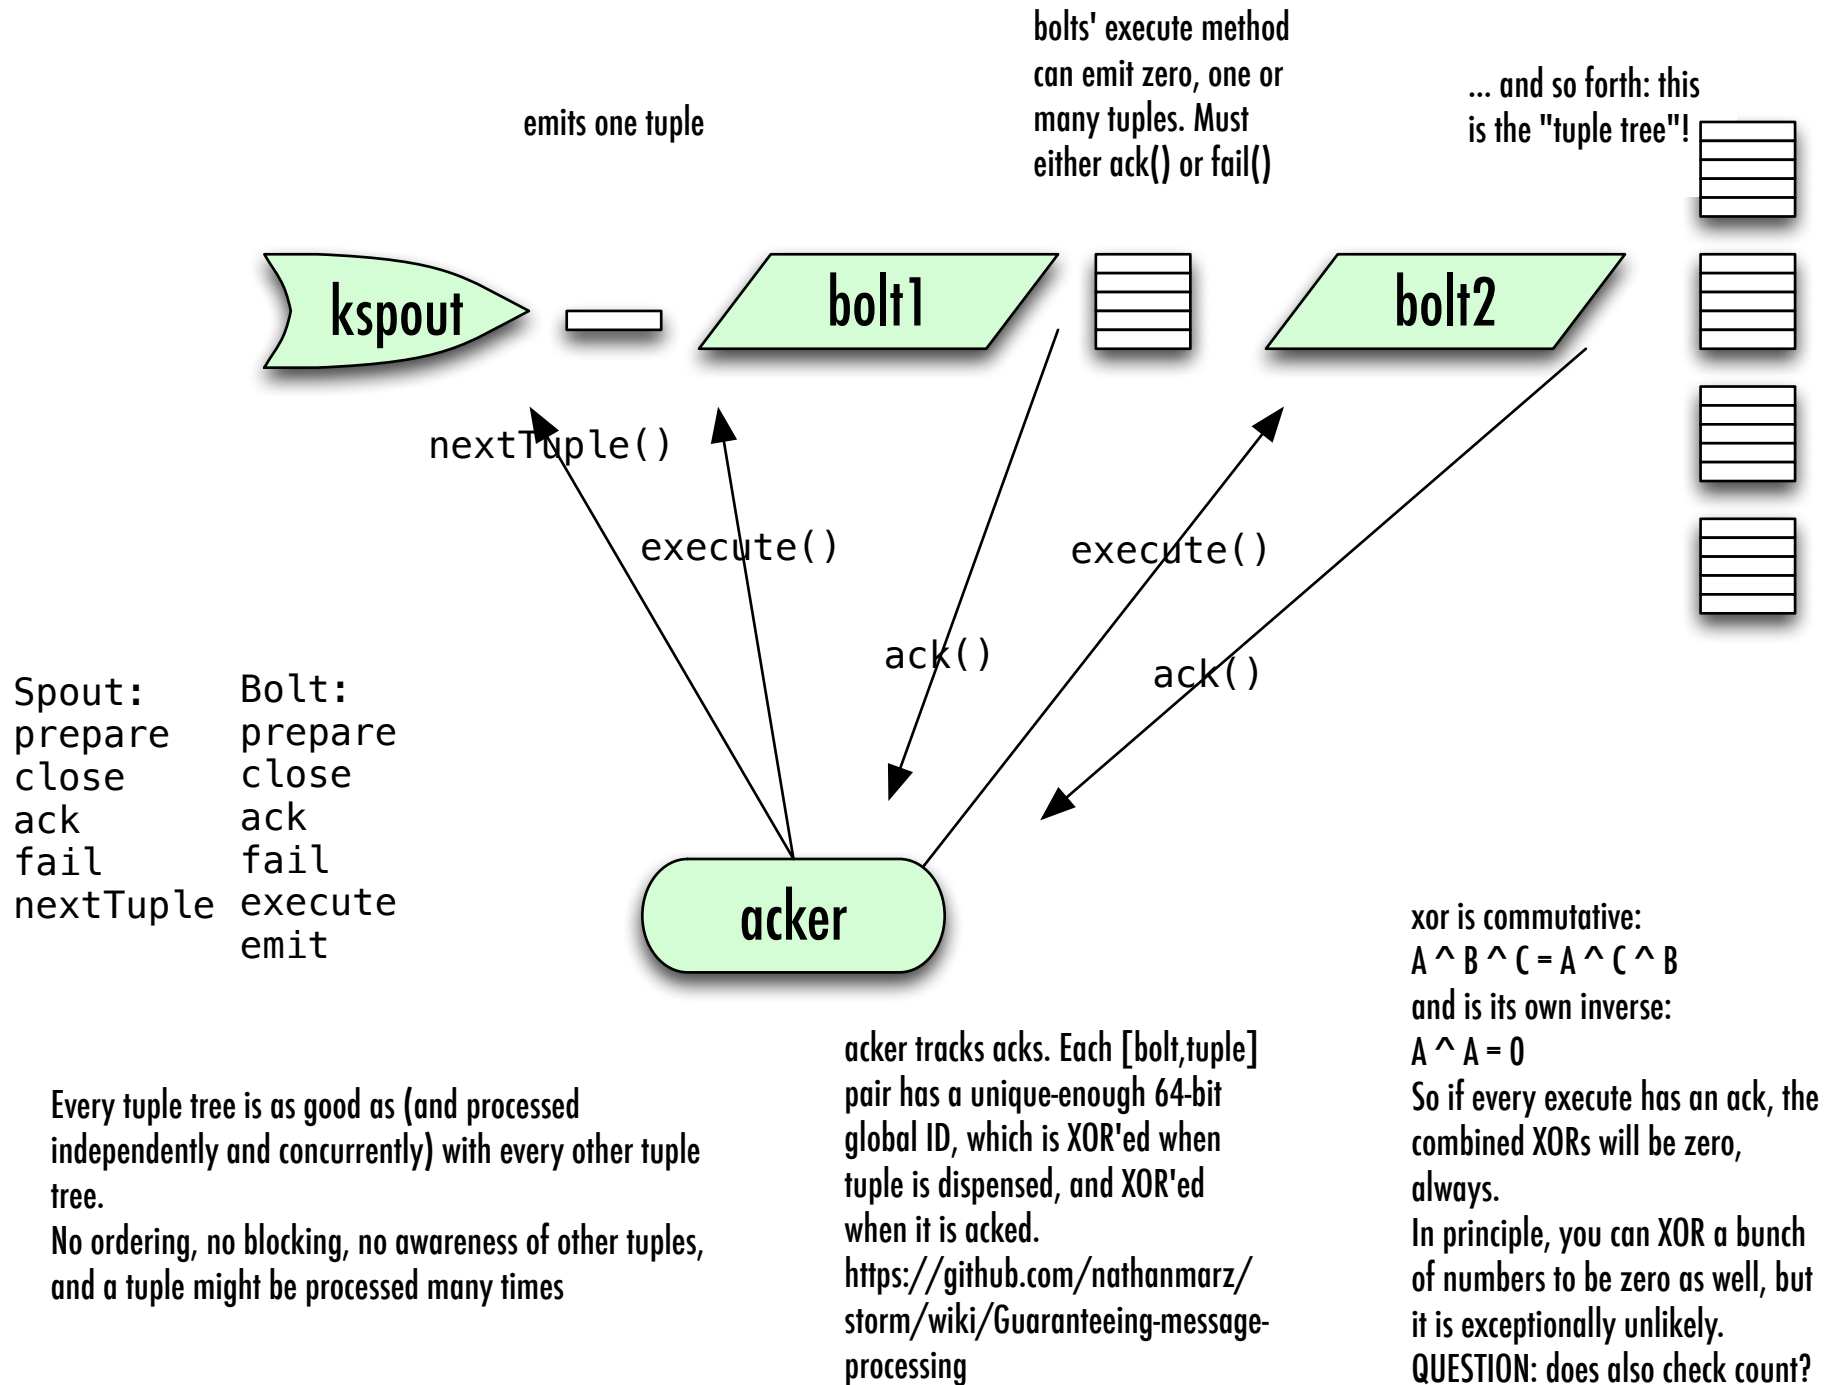 emits one tuple
bolts' execute method
can emit zero, one or
many tuples. Must
either ack() or fail()
... and so forth: this
is the "tuple tree"!
kspout
bolt1
bolt2
nextTuple()
execute()
execute()
ack()
ack()
Spout:
prepare
close
ack
fail
nextTuple
Bolt:
prepare
close
ack
fail
execute
emit
acker
Every tuple tree is as good as (and processed
independently and concurrently) with every other tuple
tree.
No ordering, no blocking, no awareness of other tuples,
and a tuple might be processed many times
acker tracks acks. Each [bolt,tuple]
pair has a unique-enough 64-bit
global ID, which is XOR'ed when
tuple is dispensed, and XOR'ed
when it is acked.
https://github.com/nathanmarz/
storm/wiki/Guaranteeing-message-
processing
xor is commutative:
A ^ B ^ C = A ^ C ^ B
and is its own inverse:
A ^ A = 0
So if every execute has an ack, the
combined XORs will be zero,
always.
In principle, you can XOR a bunch
of numbers to be zero as well, but
it is exceptionally unlikely.
QUESTION: does also check count?